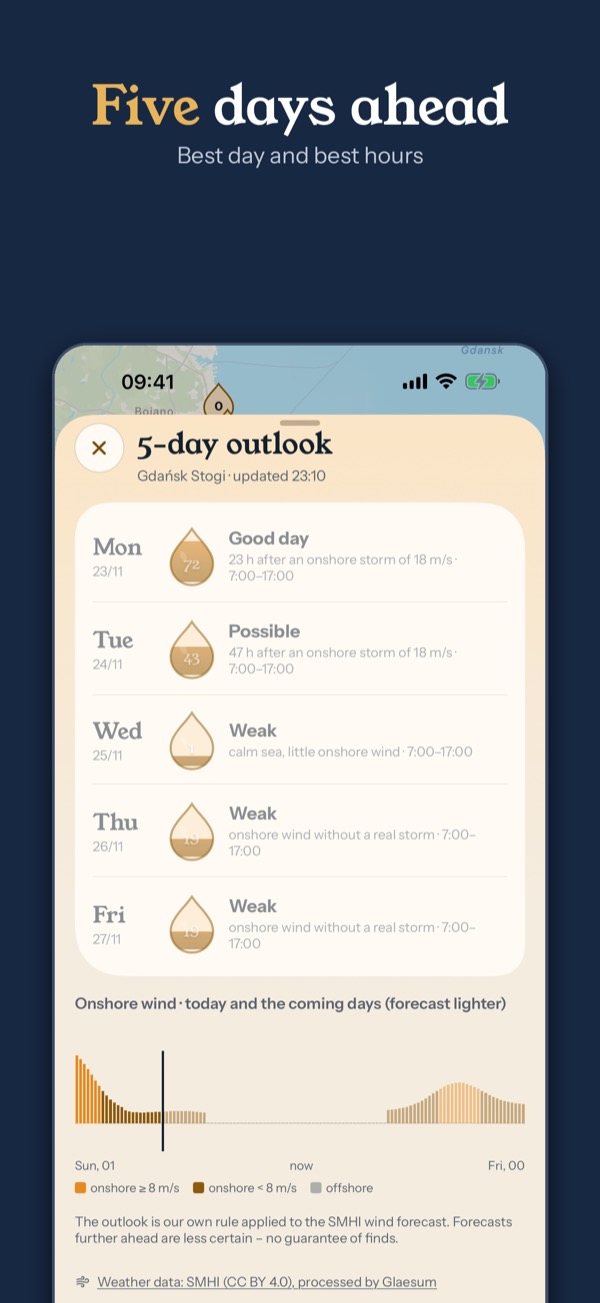 Five days ahead
Best day and best hours
Gdansk
09:41
Bojano
0
5-day outlook
Gdańsk Stogi · updated 23:10
Mon
23/11
72
Good day
23 h after an onshore storm of 18 m/s ·
7:00–17:00
Tue
24/11
43
Possible
47 h after an onshore storm of 18 m/s ·
7:00–17:00
Wed
25/11
Weak
calm sea, little onshore wind · 7:00–17:00
Thu
26/11
19
Weak
onshore wind without a real storm · 7:00–
17:00
Fri
27/11
19
Weak
onshore wind without a real storm · 7:00–
17:00
Onshore wind · today and the coming days (forecast lighter)
Sun, 01
now
Fri, 00
onshore ≥ 8 m/s
onshore < 8 m/s
offshore
The outlook is our own rule applied to the SMHI wind forecast. Forecasts
further ahead are less certain – no guarantee of finds.
Weather data: SMHI (CC BY 4.0), processed by Glaesum